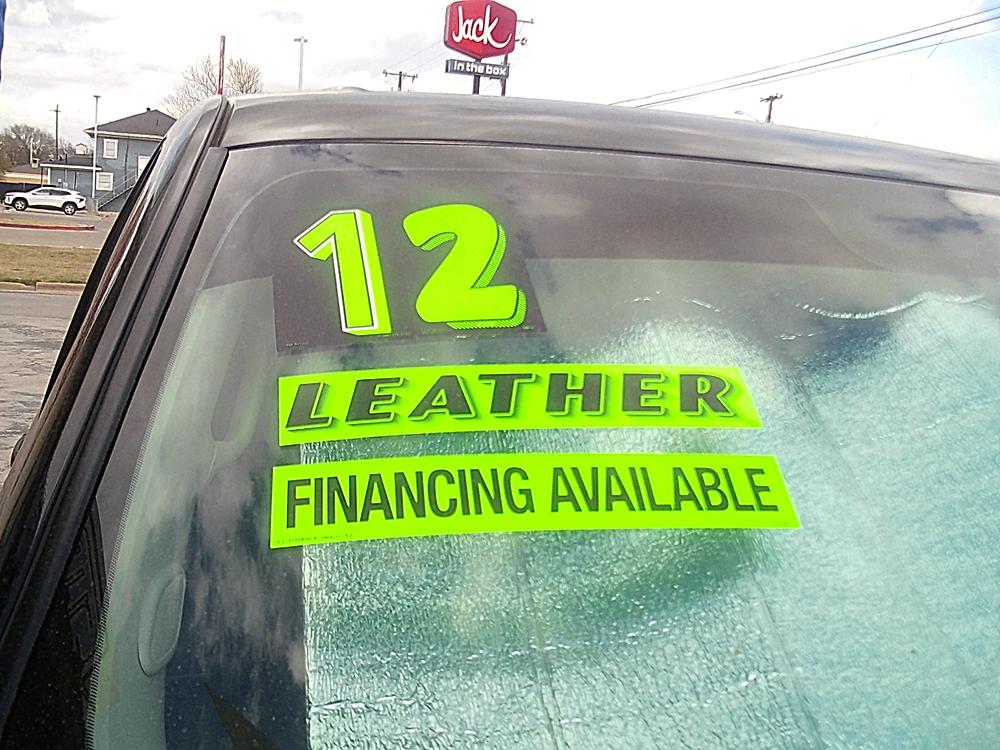 Jack
in the box
12
LEATHER
FINANCING AVAILABLE